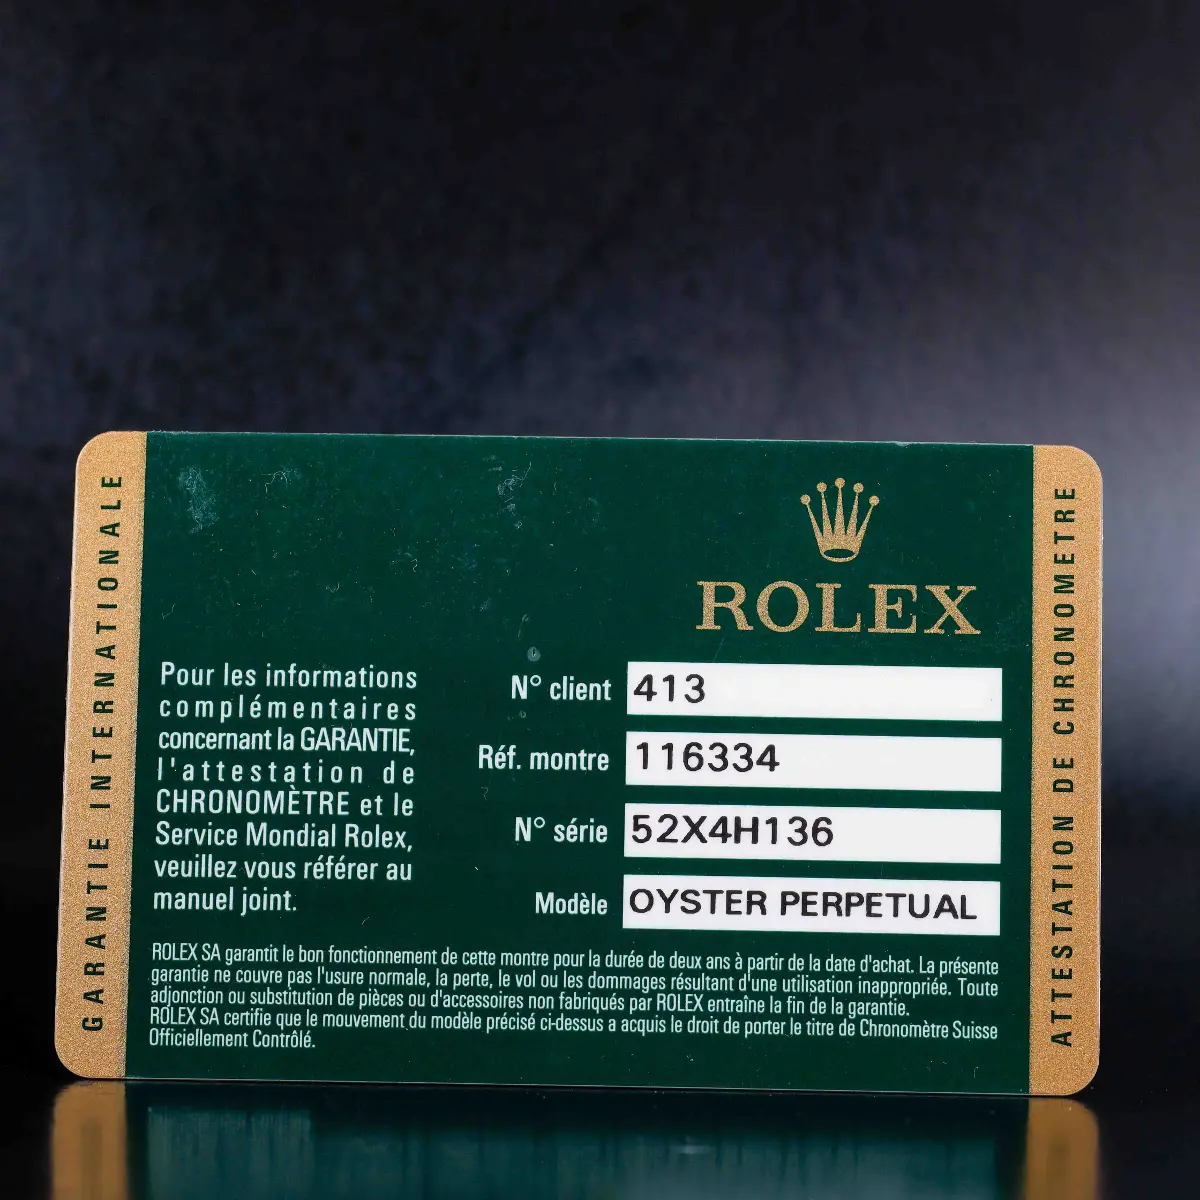 GARANTIE INTERNATIONALE
ROLEX
Pour les informations
complémentaires
concernant la GARANTIE,
l'attestation de
CHRONOMÈTRE et le
Service Mondial Rolex,
veuillez vous référer au
manuel joint.
N° client 413
Réf. montre 116334
N° série 52X4H136
Modèle OYSTER PERPETUAL
ROLEX SA garantit le bon fonctionnement de cette montre pour la durée de deux ans à partir de la date d'achat. La présente
garantie ne couvre pas l'usure normale, la perte, le vol ou les dommages résultant d'une utilisation inappropriée. Toute
adjonction ou substitution de pièces ou d'accessoires non fabriqués par ROLEX entraîne la fin de la garantie.
ROLEX SA certifie que le mouvement du modèle précisé ci-dessus a acquis le droit de porter le titre de Chronomètre Suisse
Officiellement Contrôlé.
ATTESTATION DE CHRONOMETRE